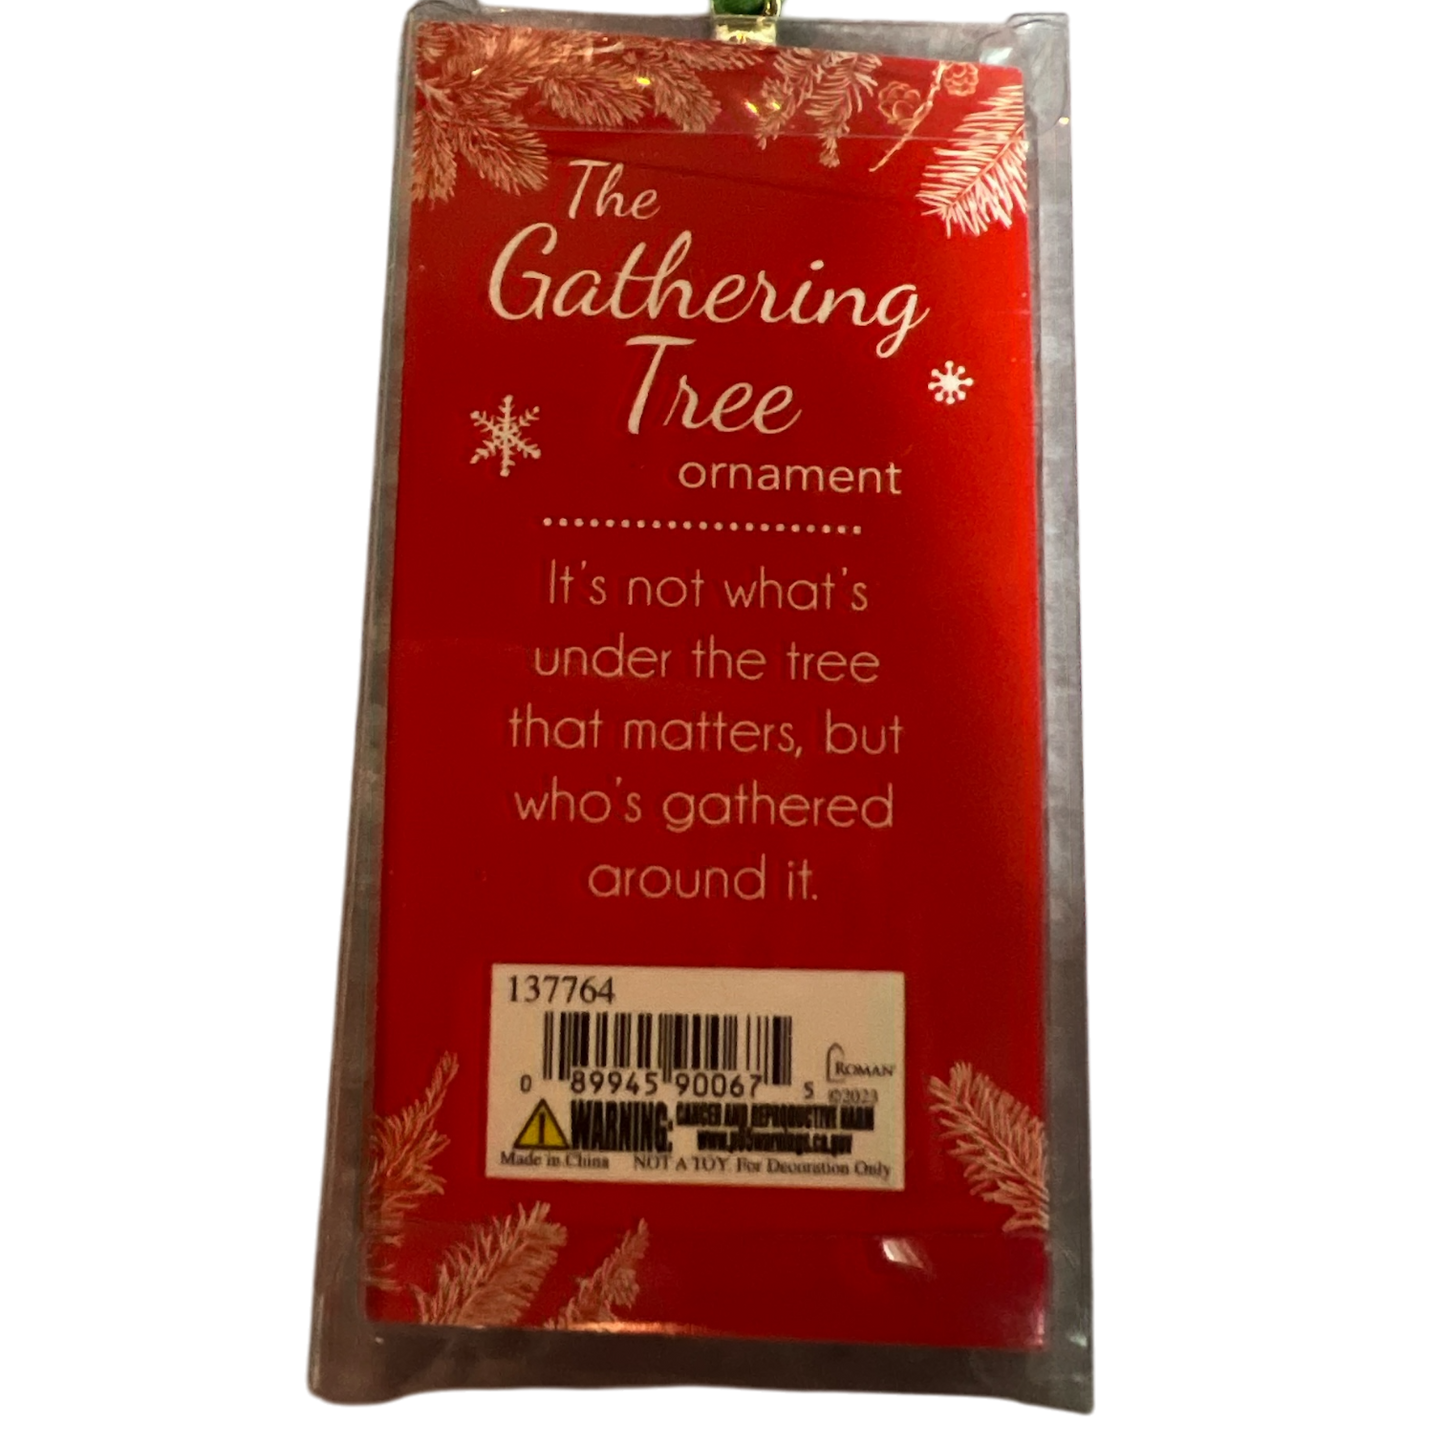 The
Gathering
Tree
ornament
It's not what's
under the tree
that matters, but
who's gathered
around it.
137764
0 89945 90067 5
ROMAN
©2023
WARNING: CANCER AND REPRODUCTIVE HARM
www.p65warnings.ca.gov
Made in China NOT A TOY. For Decoration Only